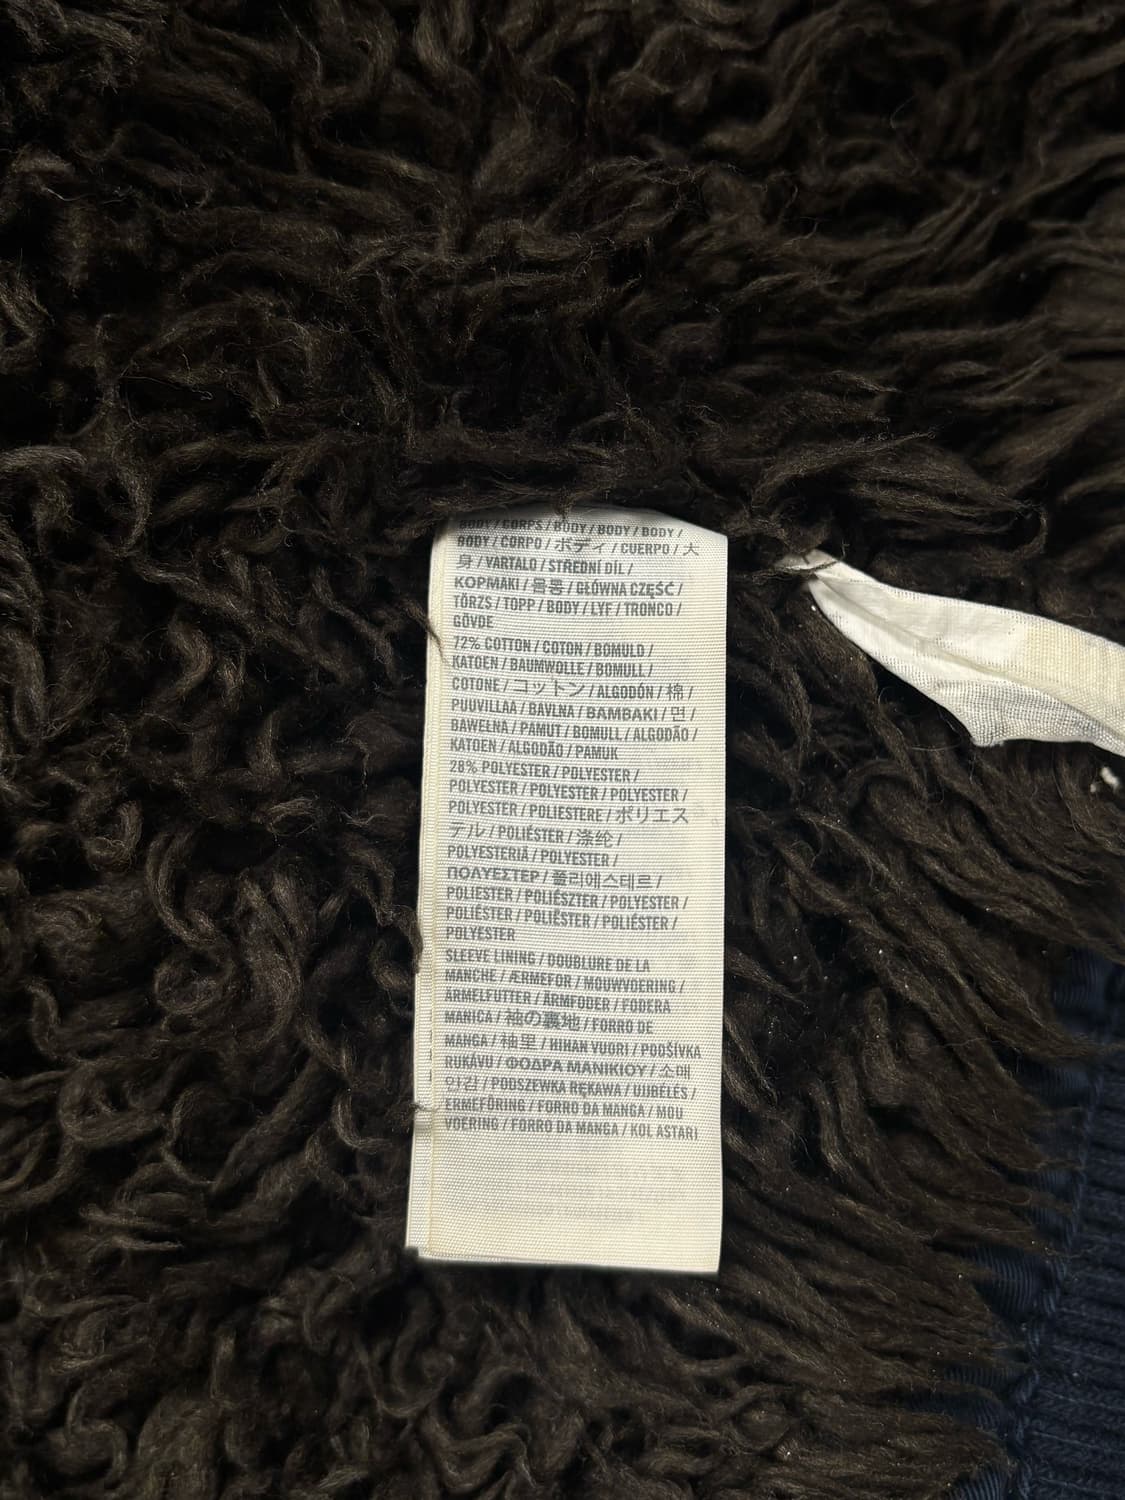 BODY / CORPS / BODY / BODY / BODY /
BODY / CORPO / ボディ / CUERPO / 大
身 / VARTALO / STŘEDNÍ DÍL /
ΚΟΡΜΑΚΙ / 몸통 / GŁÓWNA CZĘŚĆ /
TÖRZS / TOPP / BODY / LYF / TRONCO /
GÖVDE
72% COTTON / COTON / BOMULD /
KATOEN / BAUMWOLLE / BOMULL /
COTONE / コットン / ALGODÓN / 棉 /
PUUVILLAA / BAVLNA / BAMBAKI / 면 /
BAWEŁNA / PAMUT / BOMULL / ALGODÃO /
KATOEN / ALGODÃO / PAMUK
28% POLYESTER / POLYESTER /
POLYESTER / POLYESTER / POLYESTER /
POLYESTER / POLIESTERE / ポリエス
テル / POLIÉSTER / 涤纶 /
POLYESTERIÄ / POLYESTER /
ΠΟΛΥΕΣΤΕΡ / 폴리에스테르 /
POLIESTER / POLIÉSZTER / POLYESTER /
POLIÉSTER / POLIËSTER / POLIÉSTER /
POLYESTER
SLEEVE LINING / DOUBLURE DE LA
MANCHE / ÆRMEFOR / MOUWVOERING /
ÄRMELFUTTER / ÄRMFODER / FODERA
MANICA / 袖の裏地 / FORRO DE
MANGA / 袖里 / HIHAN VUORI / PODŠÍVKA
RUKÁVU / ΦΟΔΡΑ ΜΑΝΙΚΙΟΥ / 소매
안감 / PODSZEWKA RĘKAWA / UJJBÉLÉS /
ERMEFÔRING / FORRO DA MANGA / MOU
VOERING / FORRO DA MANGA / KOL ASTARI